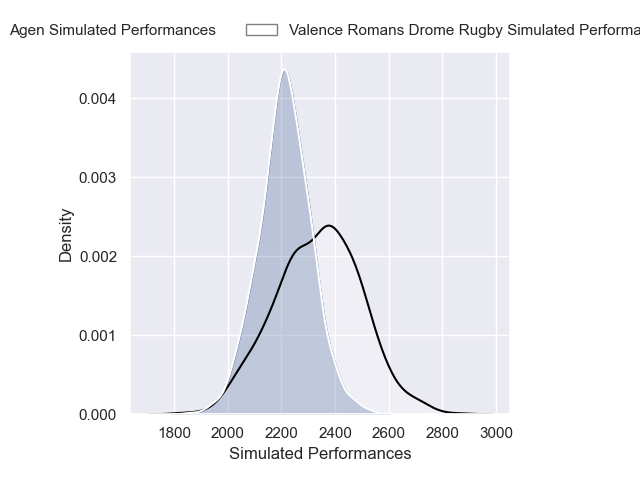 Agen Simulated Performances
Valence Romans Drome Rugby Simulated Performa
0.004
0.003
0.002
0.001
0.000
Density
1800 2000 2200 2400 2600 2800 3000
Simulated Performances